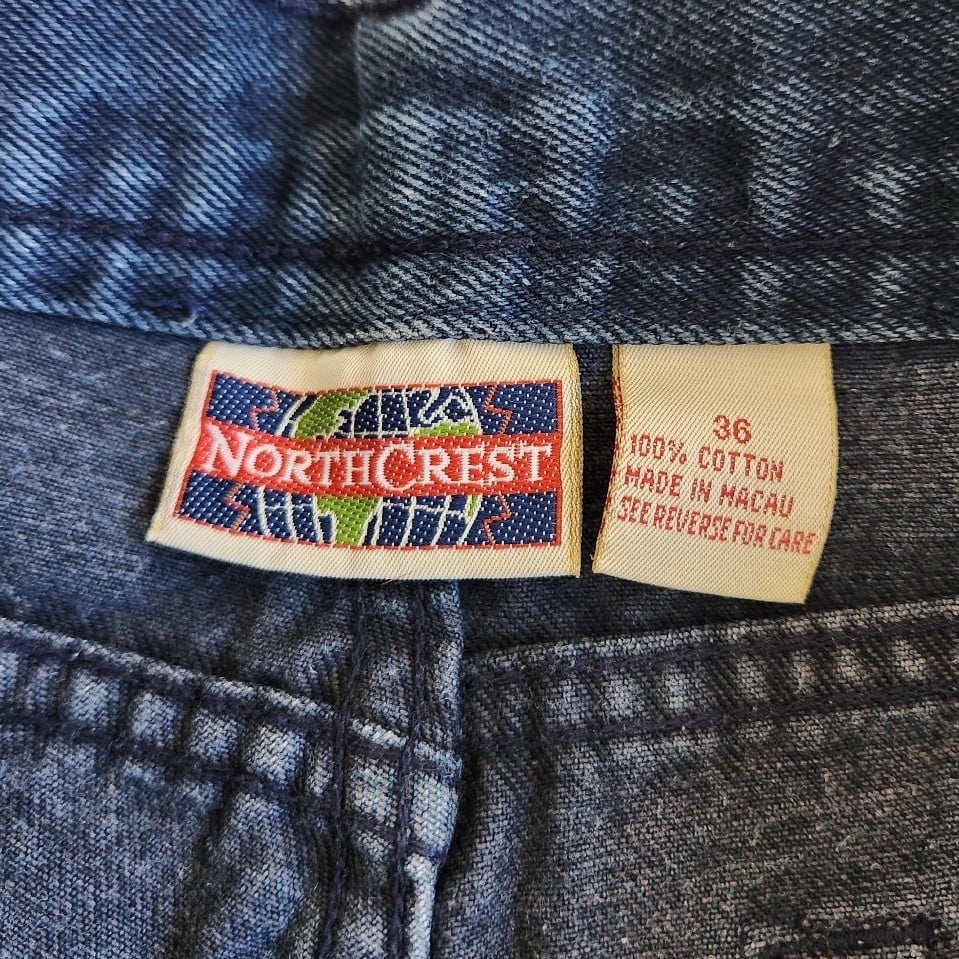 NORTHCREST
36
100% COTTON
MADE IN MACAU
SEE REVERSE FOR CARE